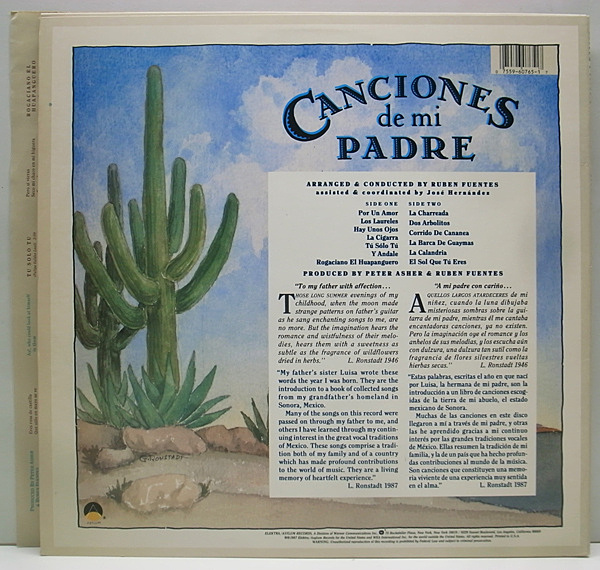 0 7559-60765-1 1
CANCIONES
de mi
PADRE
ARRANGED & CONDUCTED BY RUBEN FUENTES
assisted & coordinated by José Hernández
SIDE ONE
Por Un Amor
Los Laureles
Hay Unos Ojos
La Cigarra
Tú Sólo Tú
Y Andale
Rogaciano El Huapanguero
SIDE TWO
La Charreada
Dos Arbolitos
Corrido De Cananea
La Barca De Guaymas
La Calandria
El Sol Que Tú Eres
PRODUCED BY PETER ASHER & RUBEN FUENTES
"To my father with affection...
THOSE LONG SUMMER evenings of my
childhood, when the moon made
strange patterns on father's guitar
as he sang enchanting songs to me, are
no more. But the imagination hears the
romance and wistfulness of their melo-
dies, hears them with a sweetness as
subtle as the fragrance of wildflowers
dried in herbs."
L. Ronstadt 1946
"My father's sister Luisa wrote these
words the year I was born. They are the
introduction to a book of collected songs
from my grandfather's homeland in
Sonora, Mexico.
Many of the songs on this record were
passed on through my father to me, and
others I have learned through my contin-
uing interest in the great vocal traditions
of Mexico. These songs comprise a tradi-
tion both of my family and of a country
which has made profound contributions
to the world of music. They are a living
memory of heartfelt experience."
L. Ronstadt 1987
"A mi padre con cariño...
AQUELLOS LARGOS ATARDECERES de mi
niñez, cuando la luna dibujaba
misteriosas sombras sobre la gui-
tarra de mi padre, mientras él me cantaba
encantadoras canciones, ya no existen.
Pero la imaginación oye el romance y los
anhelos de sus melodías, y los escucha aún
con dulzura, una dulzura tan sutil como la
fragrancia de flores silvestres vueltas
hierbas secas."
L. Ronstadt 1946
"Estas palabras, escritas el año en que nací
por Luisa, la hermana de mi padre, son la
introducción a un libro de canciones escog-
idas de la tierra de mi abuelo, el estado
mexicano de Sonora.
Muchas de las canciones en este disco
llegaron a mí a través de mi padre, y otras
las he aprendido gracias a mi continuo
interés por las grandes tradiciones vocales
de México. Ellas resumen la tradición de mi
familia, y la de un país que ha hecho profun-
das contribuciones al mundo de la música.
Son canciones que constituyen una memo-
ria viviente de una experiencia muy sentida
en el alma."
L. Ronstadt 1987
G. RONSTADT
ROGACIANO EL
HUAPANGUERO
TU SOLO TU